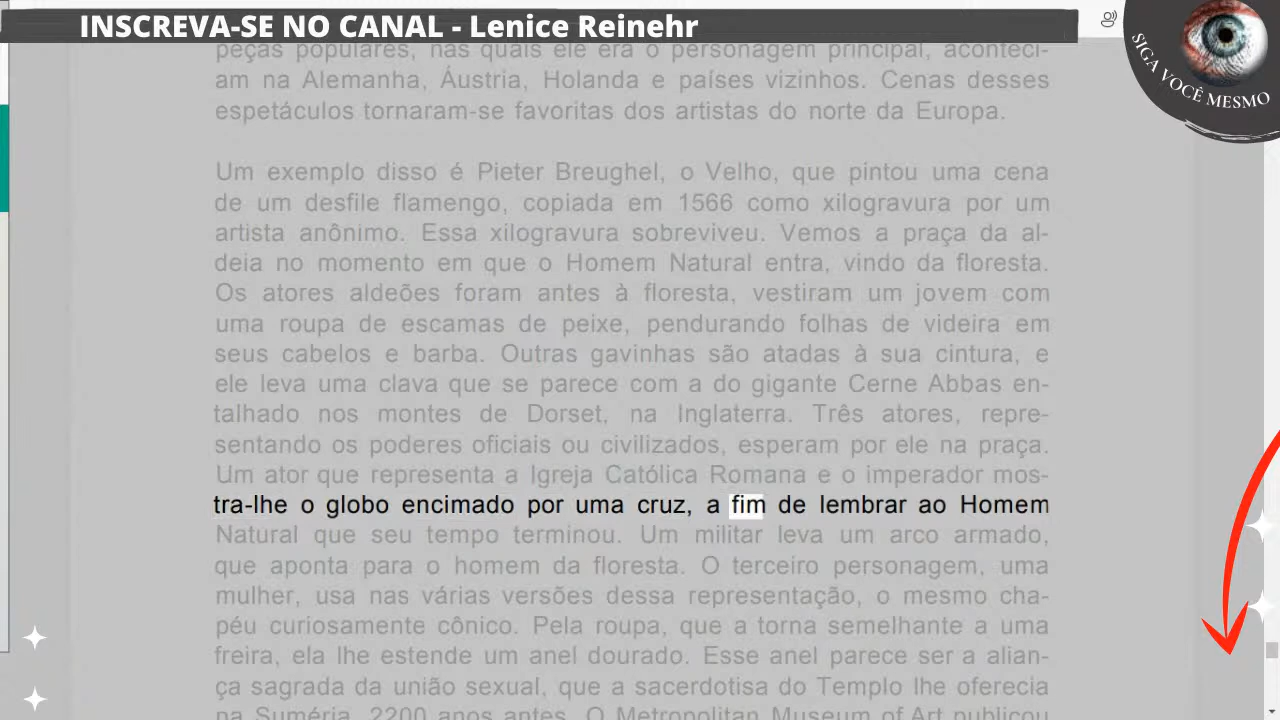 INSCREVA-SE NO CANAL - Lenice Reinehr
SIGA VOCÊ MESMO
peças populares, nas quais ele era o personagem principal, aconteci-
am na Alemanha, Áustria, Holanda e países vizinhos. Cenas desses
espetáculos tornaram-se favoritas dos artistas do norte da Europa.
Um exemplo disso é Pieter Breughel, o Velho, que pintou uma cena
de um desfile flamengo, copiada em 1566 como xilogravura por um
artista anônimo. Essa xilogravura sobreviveu. Vemos a praça da al-
deia no momento em que o Homem Natural entra, vindo da floresta.
Os atores aldeões foram antes à floresta, vestiram um jovem com
uma roupa de escamas de peixe, pendurando folhas de videira em
seus cabelos e barba. Outras gavinhas são atadas à sua cintura, e
ele leva uma clava que se parece com a do gigante Cerne Abbas en-
talhado nos montes de Dorset, na Inglaterra. Três atores, repre-
sentando os poderes oficiais ou civilizados, esperam por ele na praça.
Um ator que representa a Igreja Católica Romana e o imperador mos-
tra-lhe o globo encimado por uma cruz, a fim de lembrar ao Homem
Natural que seu tempo terminou. Um militar leva um arco armado,
que aponta para o homem da floresta. O terceiro personagem, uma
mulher, usa nas várias versões dessa representação, o mesmo cha-
péu curiosamente cônico. Pela roupa, que a torna semelhante a uma
freira, ela lhe estende um anel dourado. Esse anel parece ser a alian-
ça sagrada da união sexual, que a sacerdotisa do Templo lhe oferecia
na Suméria, 2200 anos antes. O Metropolitan Museum of Art publicou